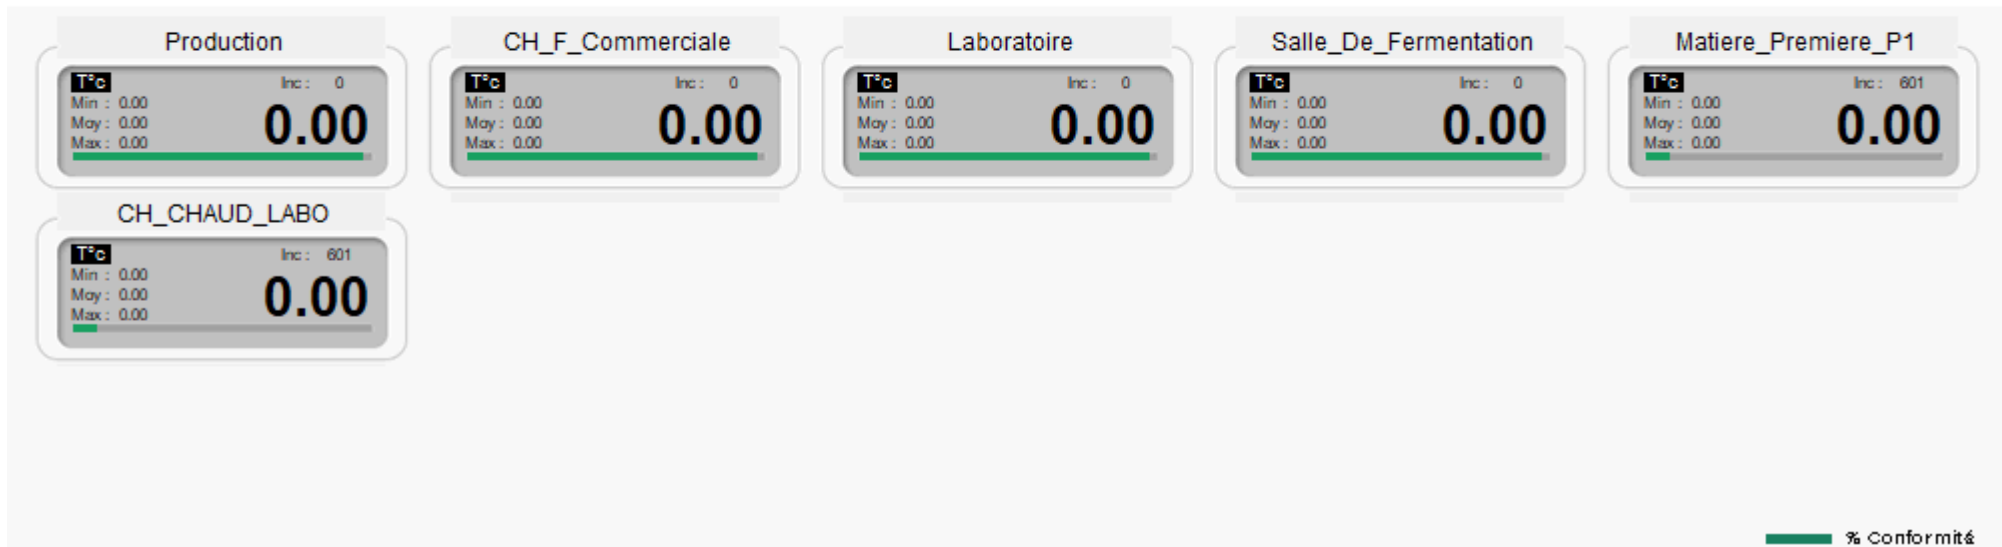 Production
T°c
Inc : 0
Min : 0.00
Moy : 0.00
Max : 0.00
0.00
CH_F_Commerciale
T°c
Inc : 0
Min : 0.00
Moy : 0.00
Max : 0.00
0.00
Laboratoire
T°c
Inc : 0
Min : 0.00
Moy : 0.00
Max : 0.00
0.00
Salle_De_Fermentation
T°c
Inc : 0
Min : 0.00
Moy : 0.00
Max : 0.00
0.00
Matiere_Premiere_P1
T°c
Inc : 601
Min : 0.00
Moy : 0.00
Max : 0.00
0.00
CH_CHAUD_LABO
T°c
Inc : 601
Min : 0.00
Moy : 0.00
Max : 0.00
0.00
% Conformité